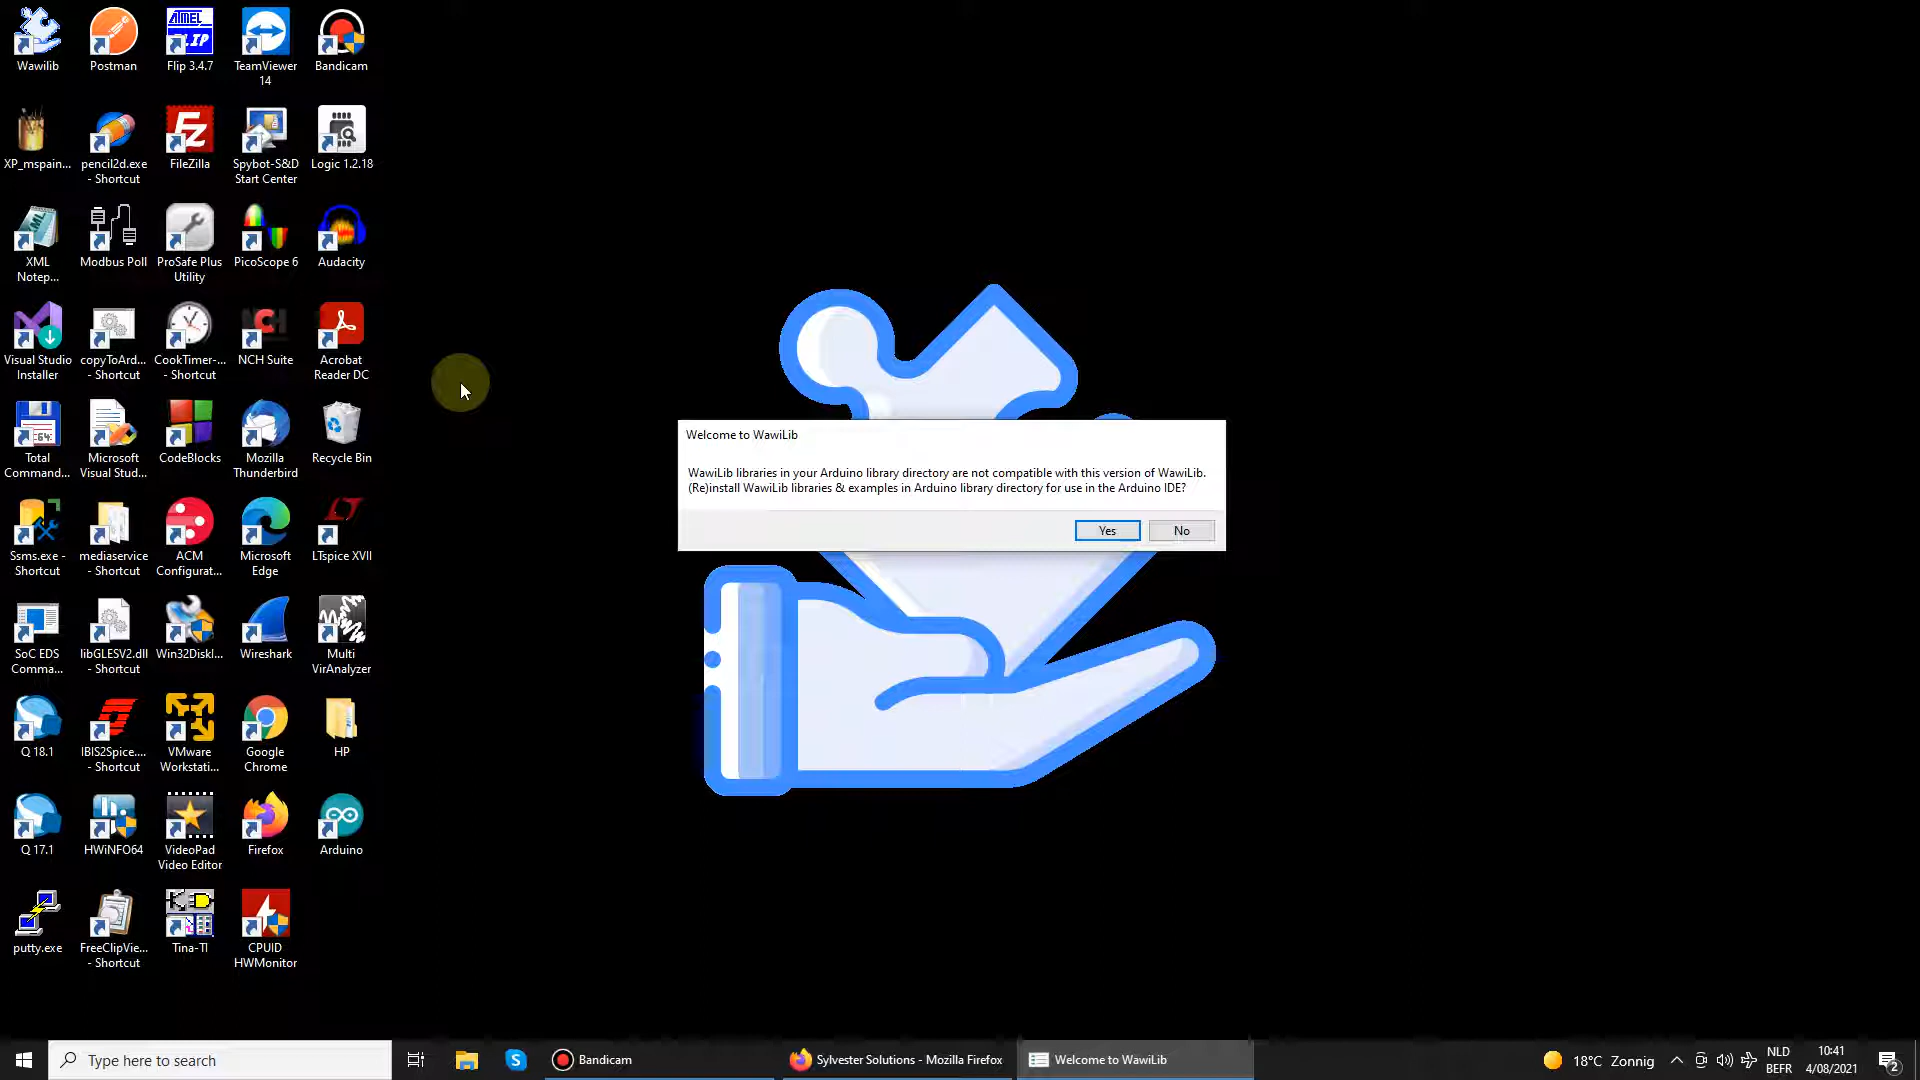 Wawilib
Postman
Flip 3.4.7
TeamViewer
14
Bandicam
XP_mspain...
pencil2d.exe
- Shortcut
FileZilla
Spybot-S&D
Start Center
Logic 1.2.18
XML
Notep...
Modbus Poll
ProSafe Plus
Utility
PicoScope 6
Audacity
Visual Studio
Installer
copyToArd...
- Shortcut
CookTimer-...
- Shortcut
NCH Suite
Acrobat
Reader DC
Total
Command...
Microsoft
Visual Stud...
CodeBlocks
Mozilla
Thunderbird
Recycle Bin
Ssms.exe -
Shortcut
mediaservice
- Shortcut
ACM
Configurat...
Microsoft
Edge
LTspice XVII
SoC EDS
Comma...
libGLESV2.dll
- Shortcut
Win32DiskI...
Wireshark
Multi
VirAnalyzer
Q 18.1
IBIS2Spice....
- Shortcut
VMware
Workstati...
Google
Chrome
HP
Q 17.1
HWiNFO64
VideoPad
Video Editor
Firefox
Arduino
putty.exe
FreeClipVie...
- Shortcut
Tina-TI
CPUID
HWMonitor
Welcome to WawiLib
WawiLib libraries in your Arduino library directory are not compatible with this version of WawiLib.
(Re)install WawiLib libraries & examples in Arduino library directory for use in the Arduino IDE?
Yes
No
Type here to search
Bandicam
Sylvester Solutions - Mozilla Firefox
Welcome to WawiLib
18°C Zonnig
NLD
BEFR
10:41
4/08/2021
2